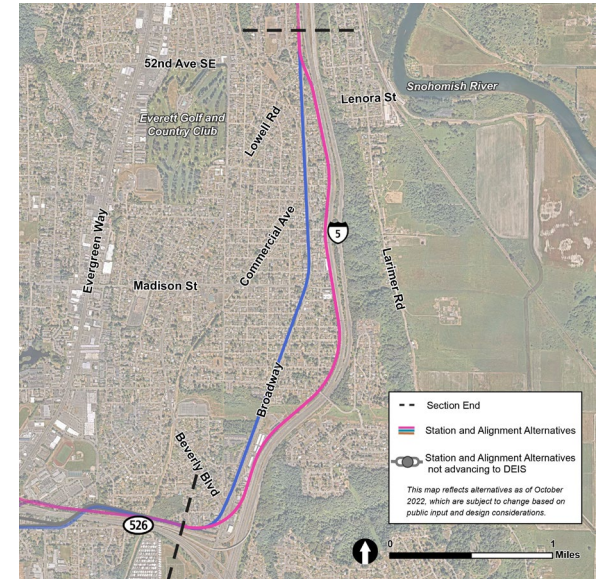 52nd Ave SE
Snohomish River
Lenora St
Everett Golf and
Country Club
Lowell Rd
Evergreen Way
Commercial Ave
5
Larimer Rd
Madison St
Broadway
Beverly Blvd
526
Section End
Station and Alignment Alternatives
Station and Alignment Alternatives
not advancing to DEIS
This map reflects alternatives as of October
2022, which are subject to change based on
public input and design considerations.
0
1
Miles